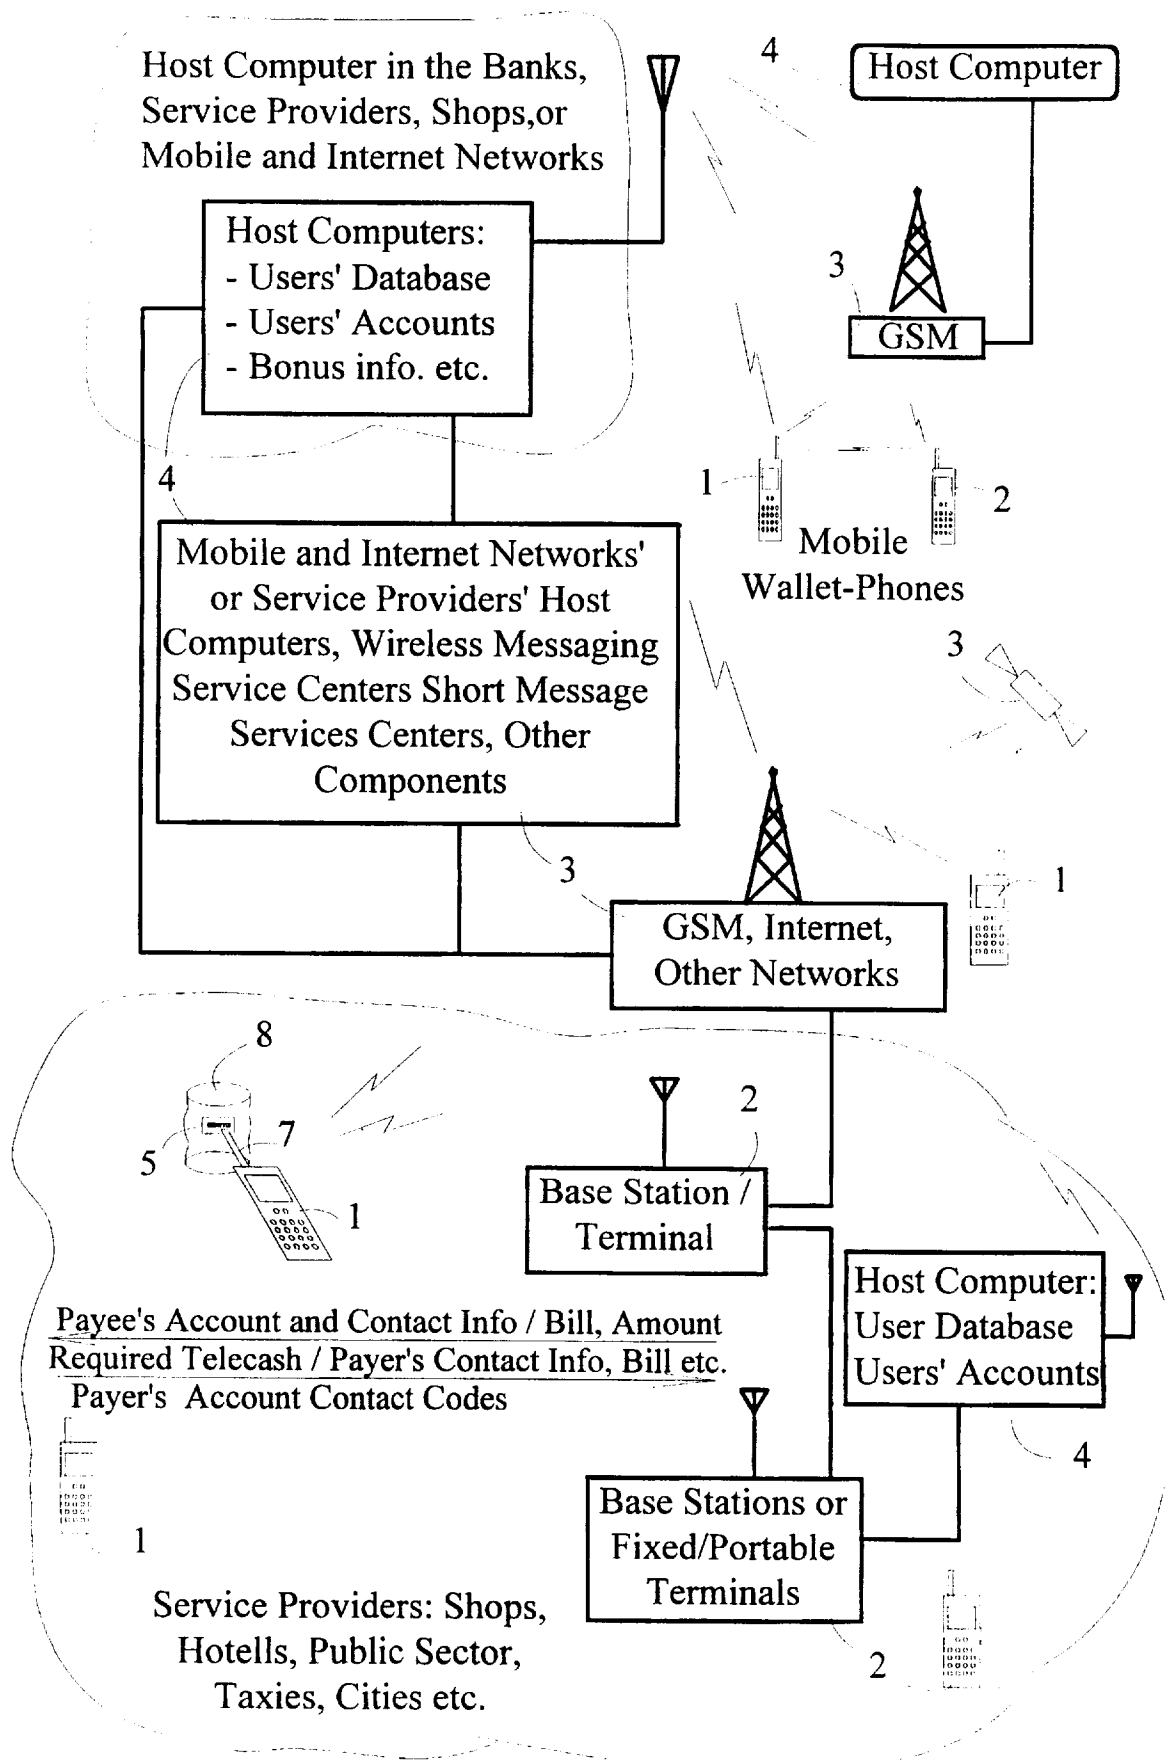 Host Computer in the Banks,
Service Providers, Shops,or
Mobile and Internet Networks
4
Host Computer
Host Computers:
- Users' Database
- Users' Accounts
- Bonus info. etc.
3
GSM
4
1
2
Mobile
Wallet-Phones
Mobile and Internet Networks'
or Service Providers' Host
Computers, Wireless Messaging
Service Centers Short Message
Services Centers, Other
Components
3
3
1
GSM, Internet,
Other Networks
8
5
7
1
2
Base Station /
Terminal
Host Computer:
User Database
Users' Accounts
4
Payee's Account and Contact Info / Bill, Amount
Required Telecash / Payer's Contact Info, Bill etc.
Payer's Account Contact Codes
1
Base Stations or
Fixed/Portable
Terminals
2
Service Providers: Shops,
Hotells, Public Sector,
Taxies, Cities etc.